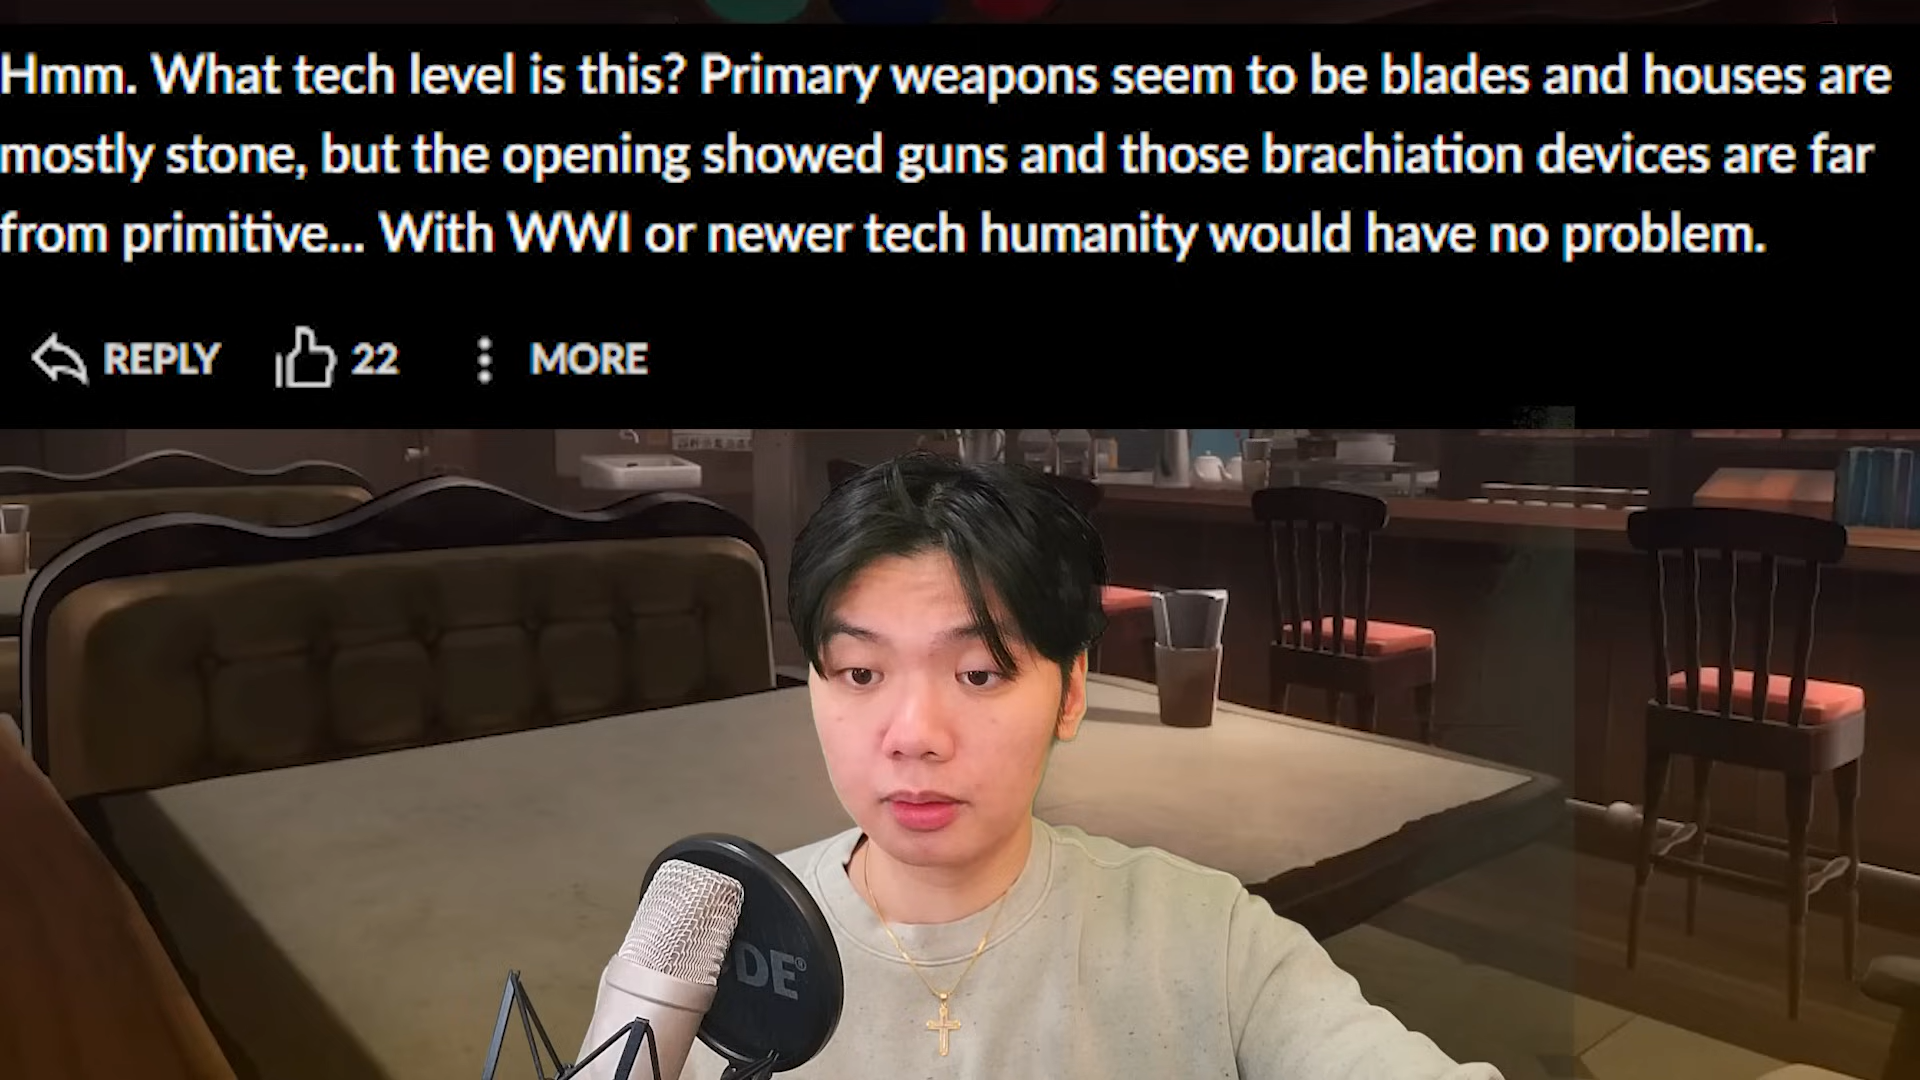 Hmm. What tech level is this? Primary weapons seem to be blades and houses are
mostly stone, but the opening showed guns and those brachiation devices are far
from primitive... With WWI or newer tech humanity would have no problem.
REPLY 22 MORE
DE®